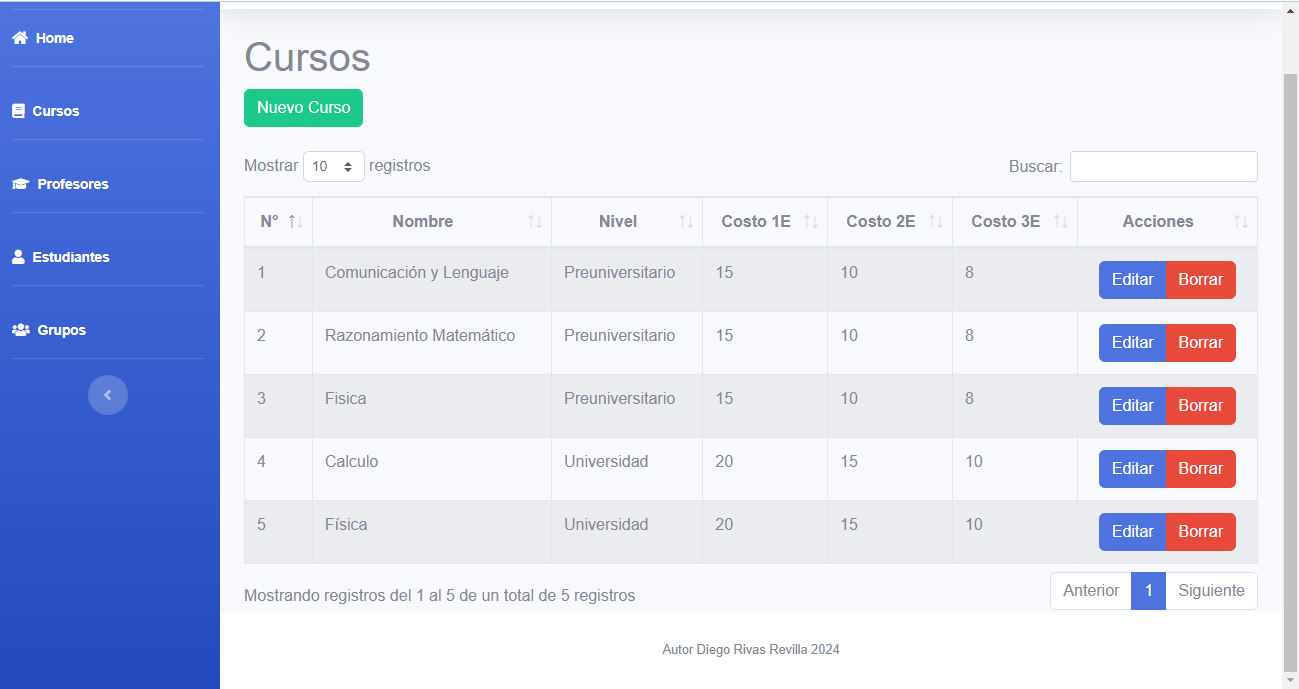 Home
Cursos
Profesores
Estudiantes
Grupos
Cursos
Nuevo Curso
Mostrar 10 registros
Buscar:
N° Nombre Nivel Costo 1E Costo 2E Costo 3E Acciones
1 Comunicación y Lenguaje Preuniversitario 15 10 8 Editar Borrar
2 Razonamiento Matemático Preuniversitario 15 10 8 Editar Borrar
3 Fisica Preuniversitario 15 10 8 Editar Borrar
4 Calculo Universidad 20 15 10 Editar Borrar
5 Física Universidad 20 15 10 Editar Borrar
Mostrando registros del 1 al 5 de un total de 5 registros
Anterior 1 Siguiente
Autor Diego Rivas Revilla 2024